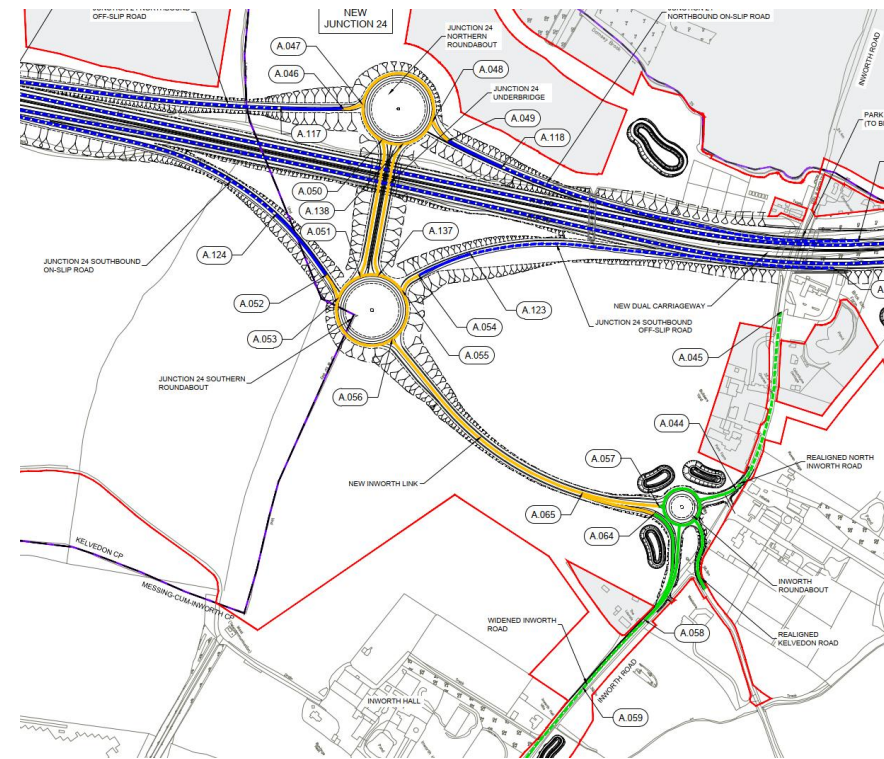 OFF-SLIP ROAD
NEW
JUNCTION 24
JUNCTION 24
NORTHERN
ROUNDABOUT
NORTHBOUND ON-SLIP ROAD
A.047
A.046
A.048
JUNCTION 24
UNDERBRIDGE
INWORTH ROAD
A.049
A.117
A.118
A.050
A.138
A.051
A.137
A.124
JUNCTION 24 SOUTHBOUND
ON-SLIP ROAD
A.052
A.123
NEW DUAL CARRIAGEWAY
A.053
A.054
JUNCTION 24 SOUTHBOUND
OFF-SLIP ROAD
A.055
A.045
JUNCTION 24 SOUTHERN
ROUNDABOUT
A.056
A.044
A.057
REALIGNED NORTH
INWORTH ROAD
NEW INWORTH LINK
A.065
A.064
KELVEDON CP
MESSING-CUM-INWORTH CP
INWORTH
ROUNDABOUT
WIDENED INWORTH
ROAD
A.058
REALIGNED
KELVEDON ROAD
INWORTH ROAD
INWORTH HALL
A.059